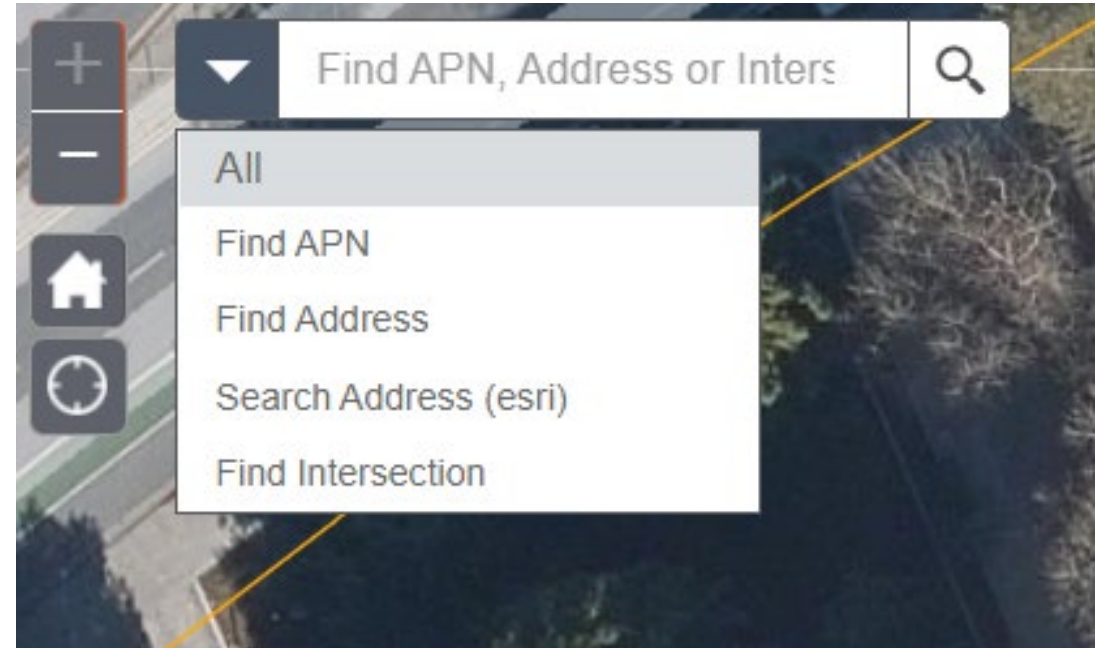 Find APN, Address or Inters
All
Find APN
Find Address
Search Address (esri)
Find Intersection